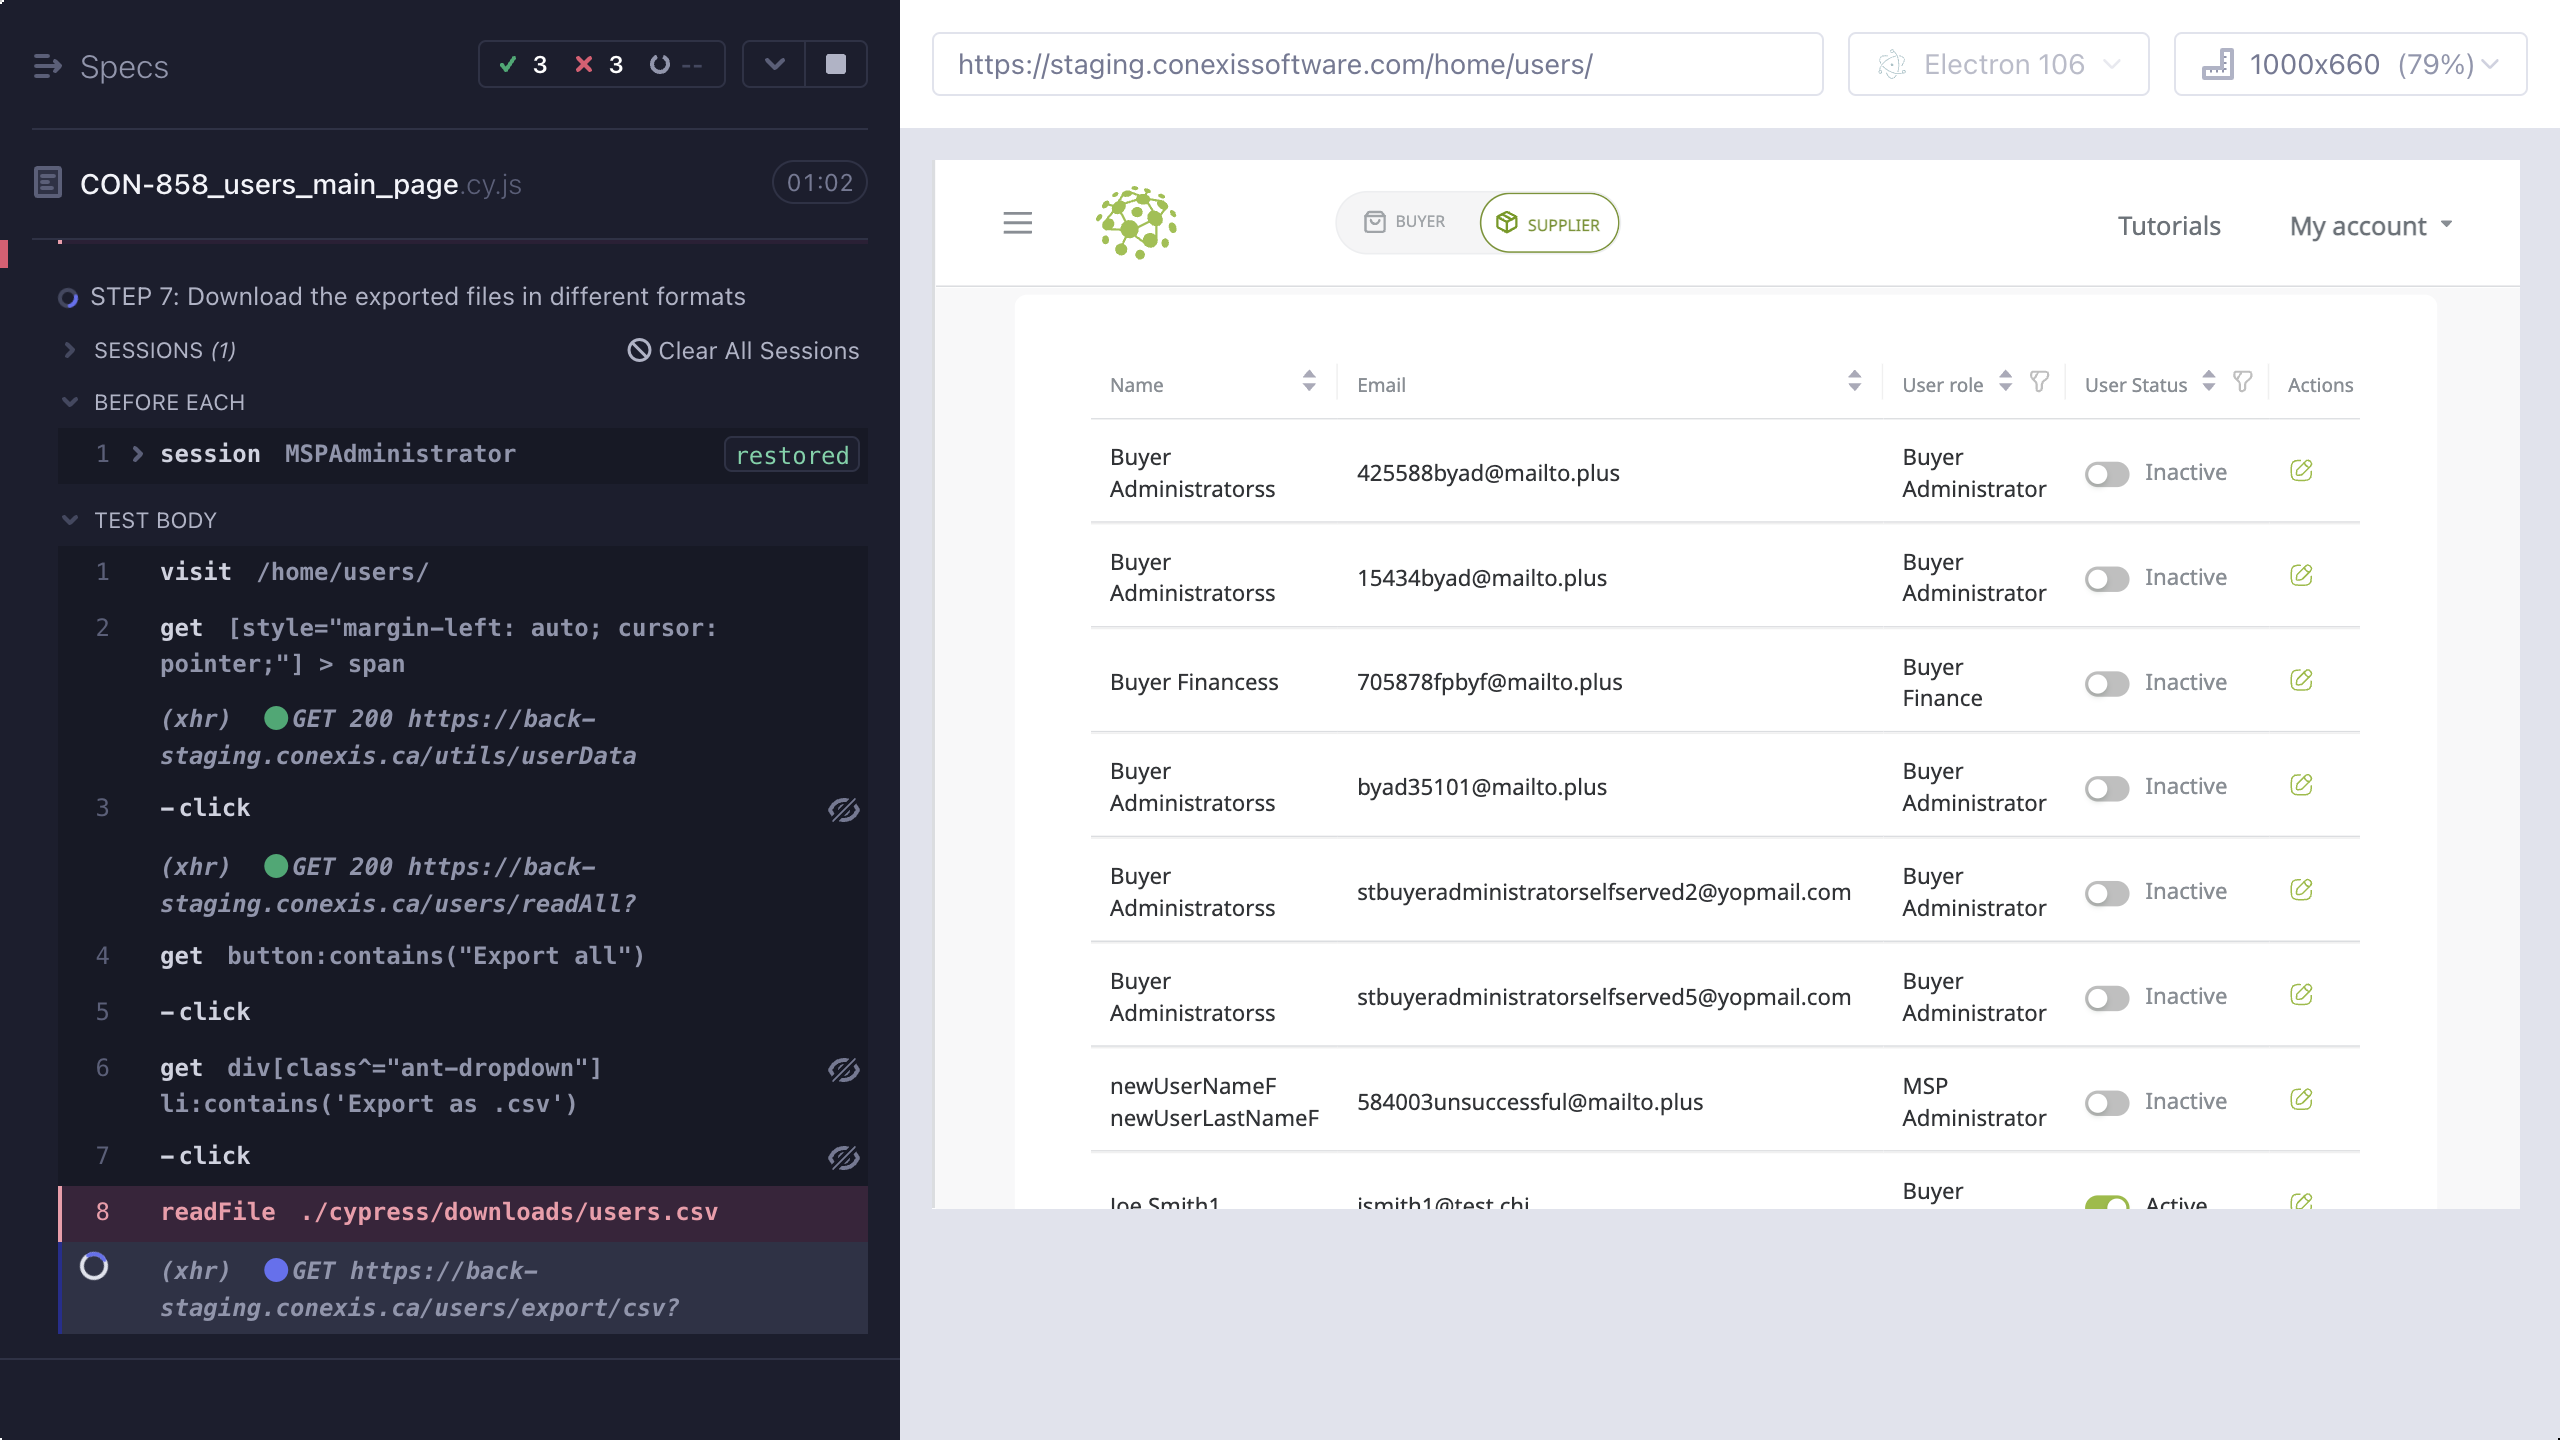 Specs
3 3 --
CON-858_users_main_page.cy.js
01:02
STEP 7: Download the exported files in different formats
SESSIONS (1)
Clear All Sessions
BEFORE EACH
1 session MSPAdministrator restored
TEST BODY
1 visit /home/users/
2 get [style="margin-left: auto; cursor:
pointer;"] > span
(xhr) GET 200 https://back-
staging.conexis.ca/utils/userData
3 -click
(xhr) GET 200 https://back-
staging.conexis.ca/users/readAll?
4 get button:contains("Export all")
5 -click
6 get div[class^="ant-dropdown"]
li:contains('Export as .csv')
7 -click
8 readFile ./cypress/downloads/users.csv
(xhr) GET https://back-
staging.conexis.ca/users/export/csv?
https://staging.conexissoftware.com/home/users/
Electron 106
1000x660 (79%)
BUYER
SUPPLIER
Tutorials
My account
Name Email User role User Status Actions
Buyer
Administratorss
425588byad@mailto.plus
Buyer
Administrator
Inactive
Buyer
Administratorss
15434byad@mailto.plus
Buyer
Administrator
Inactive
Buyer Financess
705878fpbyf@mailto.plus
Buyer
Finance
Inactive
Buyer
Administratorss
byad35101@mailto.plus
Buyer
Administrator
Inactive
Buyer
Administratorss
stbuyeradministratorselfserved2@yopmail.com
Buyer
Administrator
Inactive
Buyer
Administratorss
stbuyeradministratorselfserved5@yopmail.com
Buyer
Administrator
Inactive
newUserNameF
newUserLastNameF
584003unsuccessful@mailto.plus
MSP
Administrator
Inactive
Joe Smith1
jsmith1@test.chj
Buyer
Active